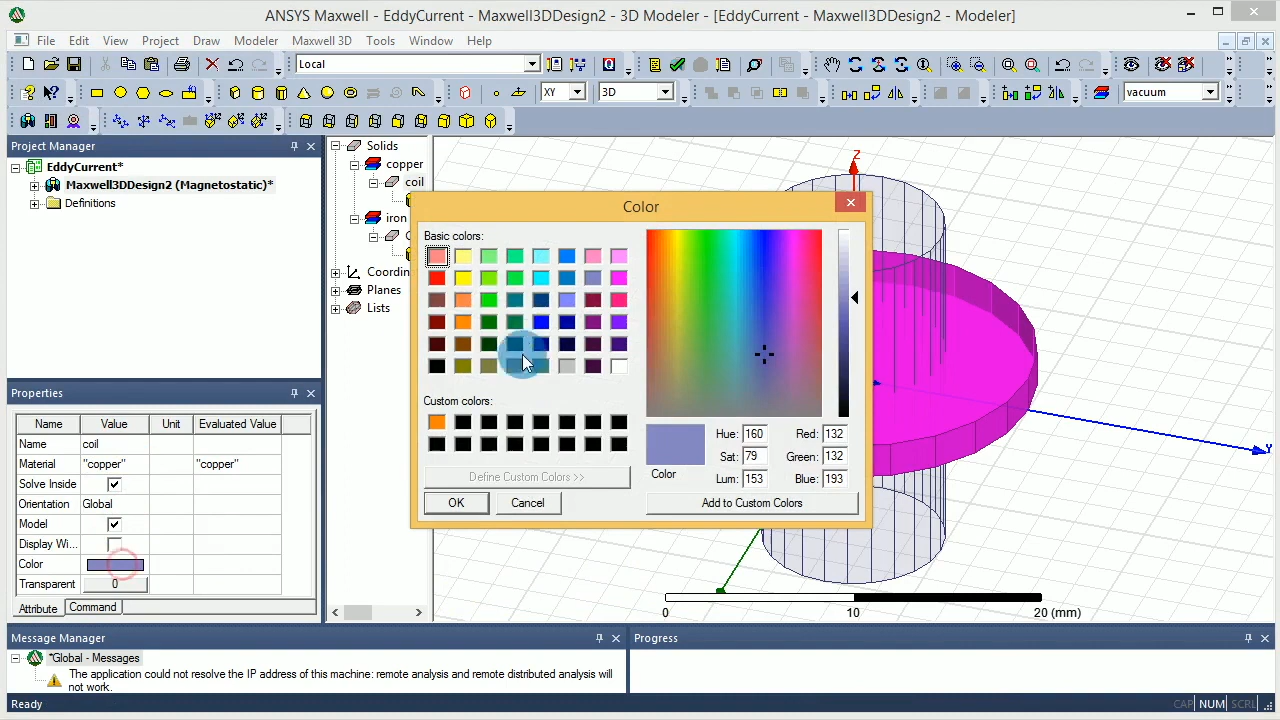 ANSYS Maxwell - EddyCurrent - Maxwell3DDesign2 - 3D Modeler - [EddyCurrent - Maxwell3DDesign2 - Modeler]
File Edit View Project Draw Modeler Maxwell 3D Tools Window Help
Local
XY 3D vacuum
Project Manager
EddyCurrent*
Maxwell3DDesign2 (Magnetostatic)*
Definitions
Solids
copper
coil
iron
Coordin
Planes
Lists
Color
Basic colors:
Custom colors:
Define Custom Colors >>
OK Cancel
Color
Hue: 160 Red: 132
Sat: 79 Green: 132
Lum: 153 Blue: 193
Add to Custom Colors
Z
Y
0 10 20 (mm)
Properties
Name Value Unit Evaluated Value
Name coil
Material "copper" "copper"
Solve Inside
Orientation Global
Model
Display Wi...
Color
Transparent 0
Attribute Command
Message Manager
*Global - Messages
The application could not resolve the IP address of this machine: remote analysis and remote distributed analysis will
not work.
Progress
Ready
CAP NUM SCRL